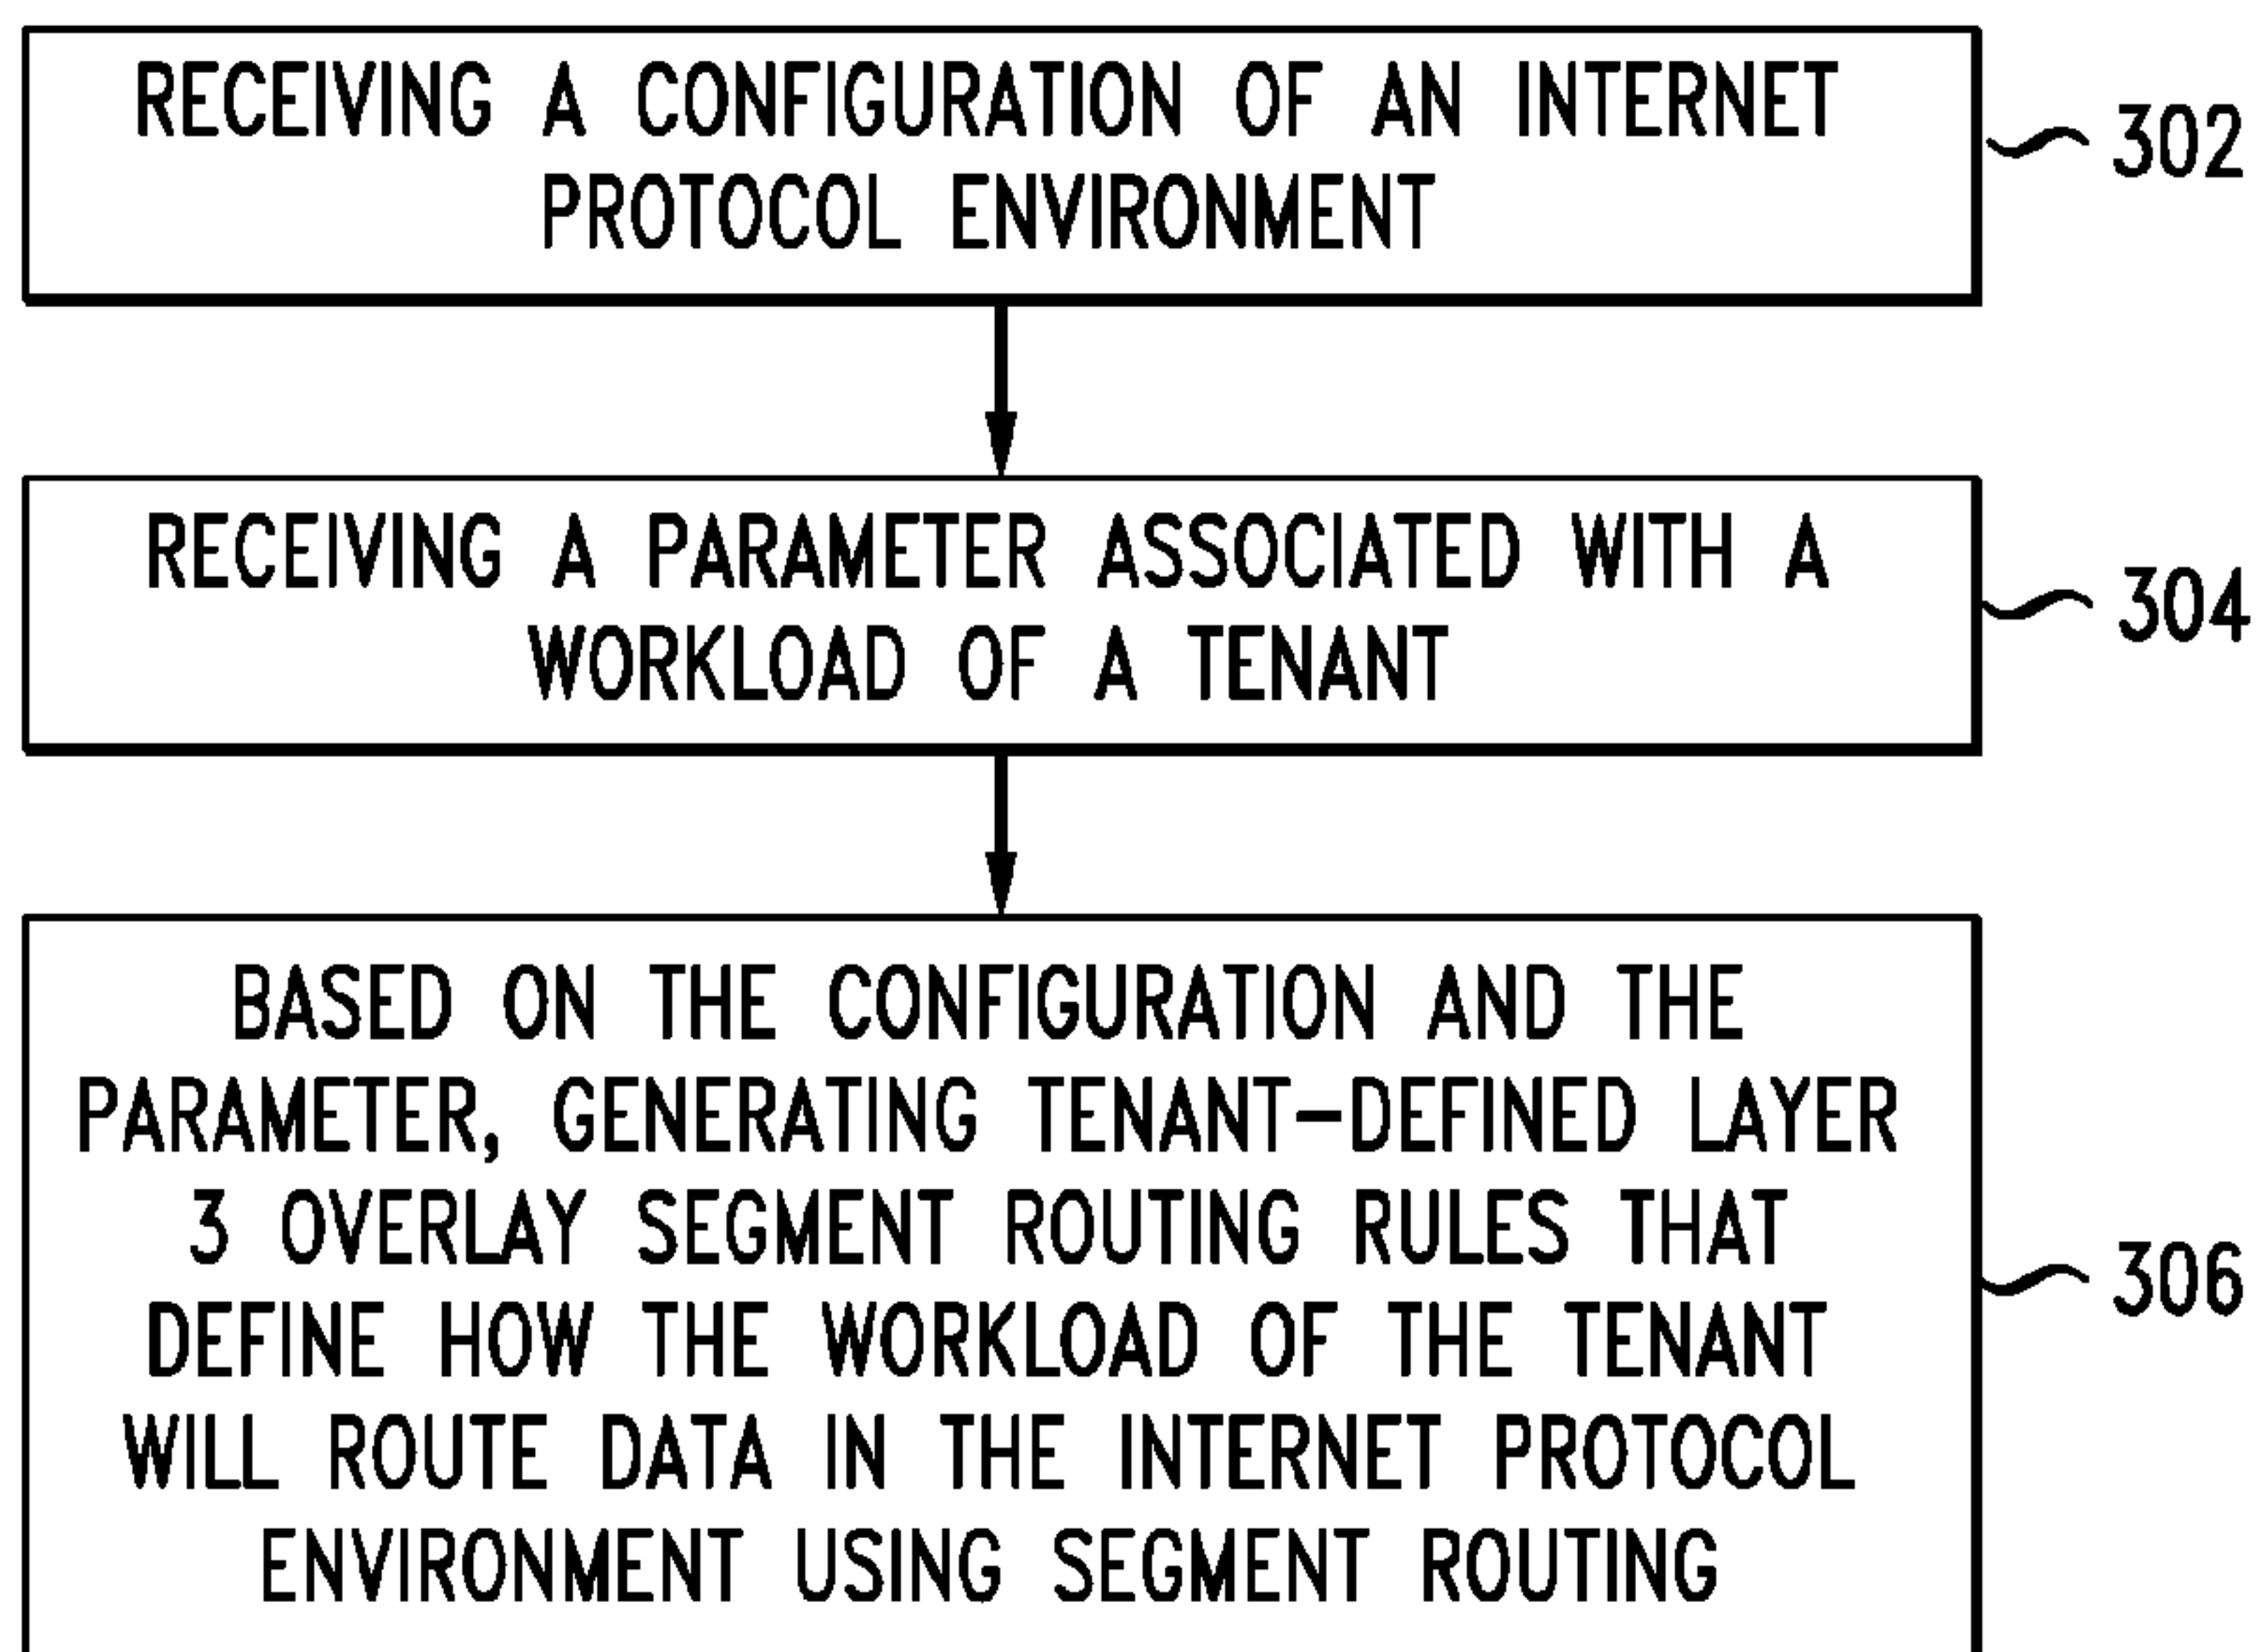 RECEIVING A CONFIGURATION OF AN INTERNET
PROTOCOL ENVIRONMENT
302
RECEIVING A PARAMETER ASSOCIATED WITH A
WORKLOAD OF A TENANT
304
BASED ON THE CONFIGURATION AND THE
PARAMETER, GENERATING TENANT-DEFINED LAYER
3 OVERLAY SEGMENT ROUTING RULES THAT
DEFINE HOW THE WORKLOAD OF THE TENANT
WILL ROUTE DATA IN THE INTERNET PROTOCOL
ENVIRONMENT USING SEGMENT ROUTING
306